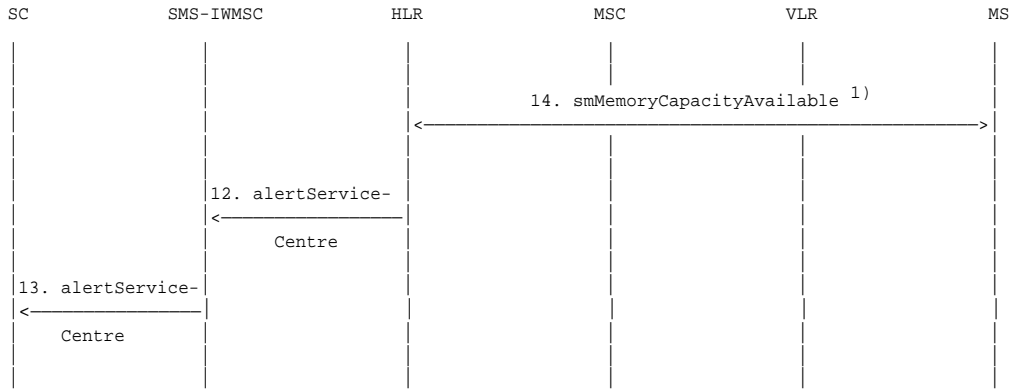 SC SMS-IWMSC HLR MSC VLR MS
14. smMemoryCapacityAvailable 1)
12. alertService-
Centre
13. alertService-
Centre